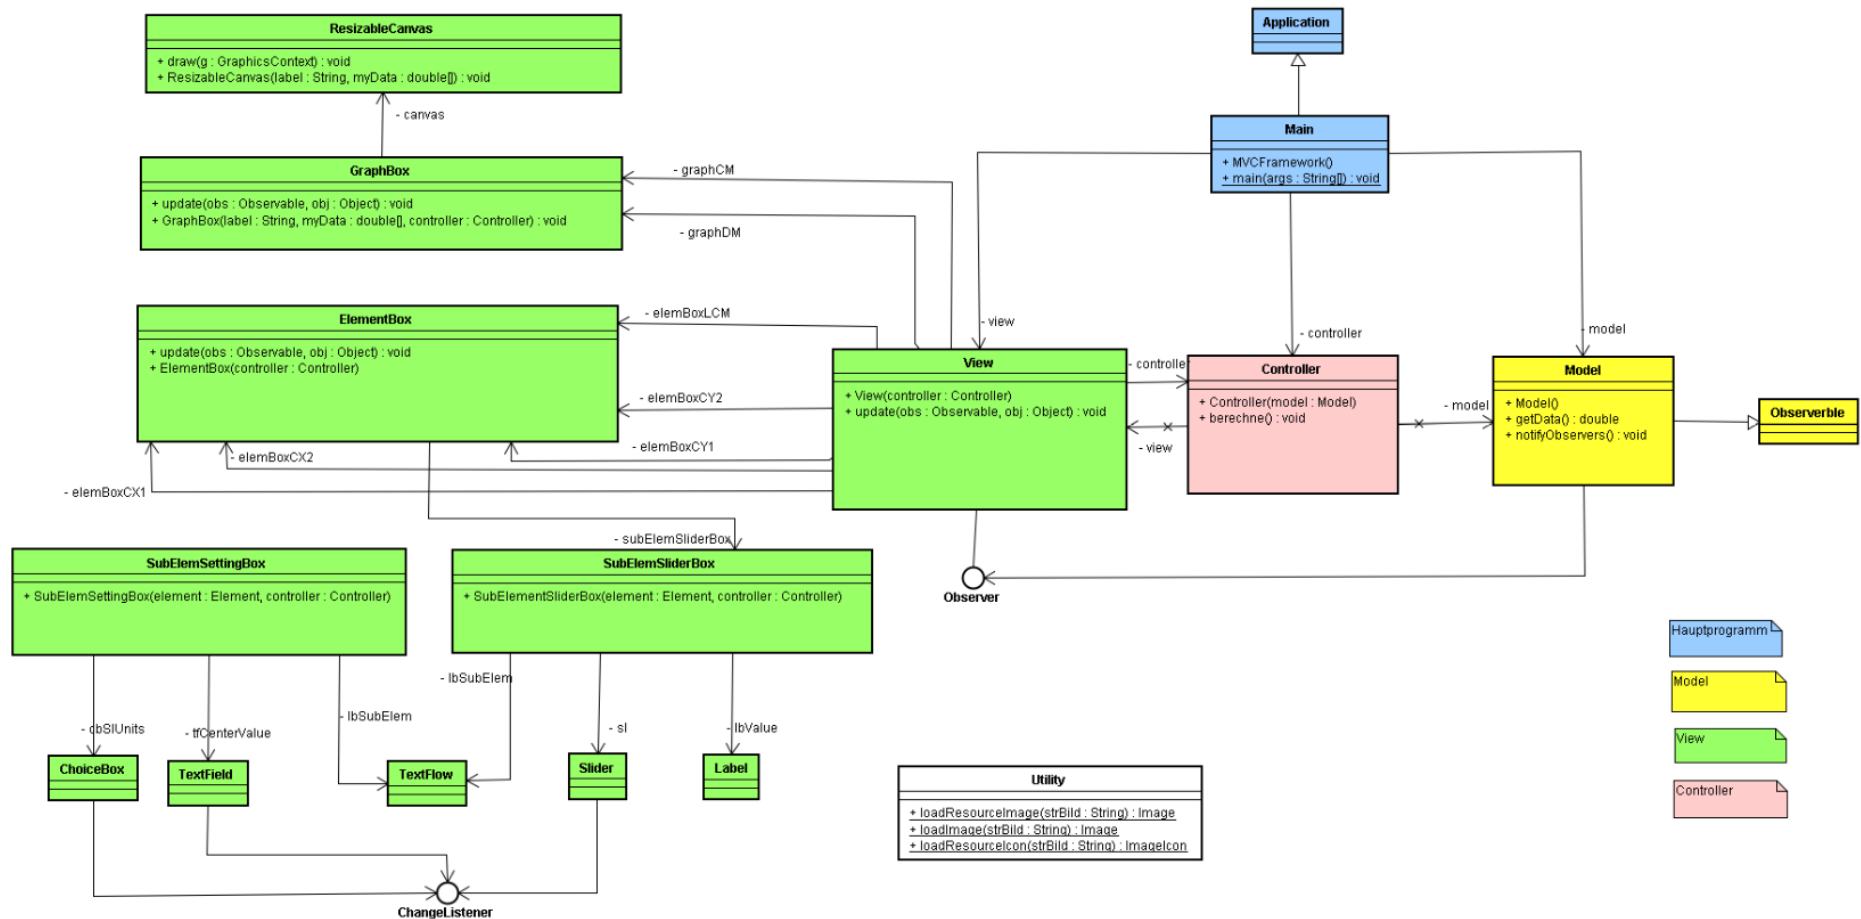 ResizableCanvas
+ draw(g : GraphicsContext) : void
+ ResizableCanvas(label : String, myData : double[]) : void
- canvas
Application
Main
+ MVCFramework()
+ main(args : String[]) : void
GraphBox
+ update(obs : Observable, obj : Object) : void
+ GraphBox(label : String, myData : double[], controller : Controller) : void
- graphCM
- graphDM
ElementBox
+ update(obs : Observable, obj : Object) : void
+ ElementBox(controller : Controller)
- elemBoxLCM
- elemBoxCY2
- elemBoxCY1
- elemBoxCX2
- elemBoxCX1
- view
- controller
- model
View
+ View(controller : Controller)
+ update(obs : Observable, obj : Object) : void
- controller
- view
Controller
+ Controller(model : Model)
+ berechne() : void
- model
Model
+ Model()
+ getData() : double
+ notifyObservers() : void
Observerble
- subElemSliderBox
Observer
SubElemSettingBox
+ SubElemSettingBox(element : Element, controller : Controller)
SubElemSliderBox
+ SubElementSliderBox(element : Element, controller : Controller)
- cbSIUnits
- tfCenterValue
- lbSubElem
- lbSubElem
- sl
- lbValue
ChoiceBox
TextField
TextFlow
Slider
Label
ChangeListener
Utility
+ loadResourceImage(strBild : String) : Image
+ loadImage(strBild : String) : Image
+ loadResourceIcon(strBild : String) : ImageIcon
Hauptprogramm
Model
View
Controller